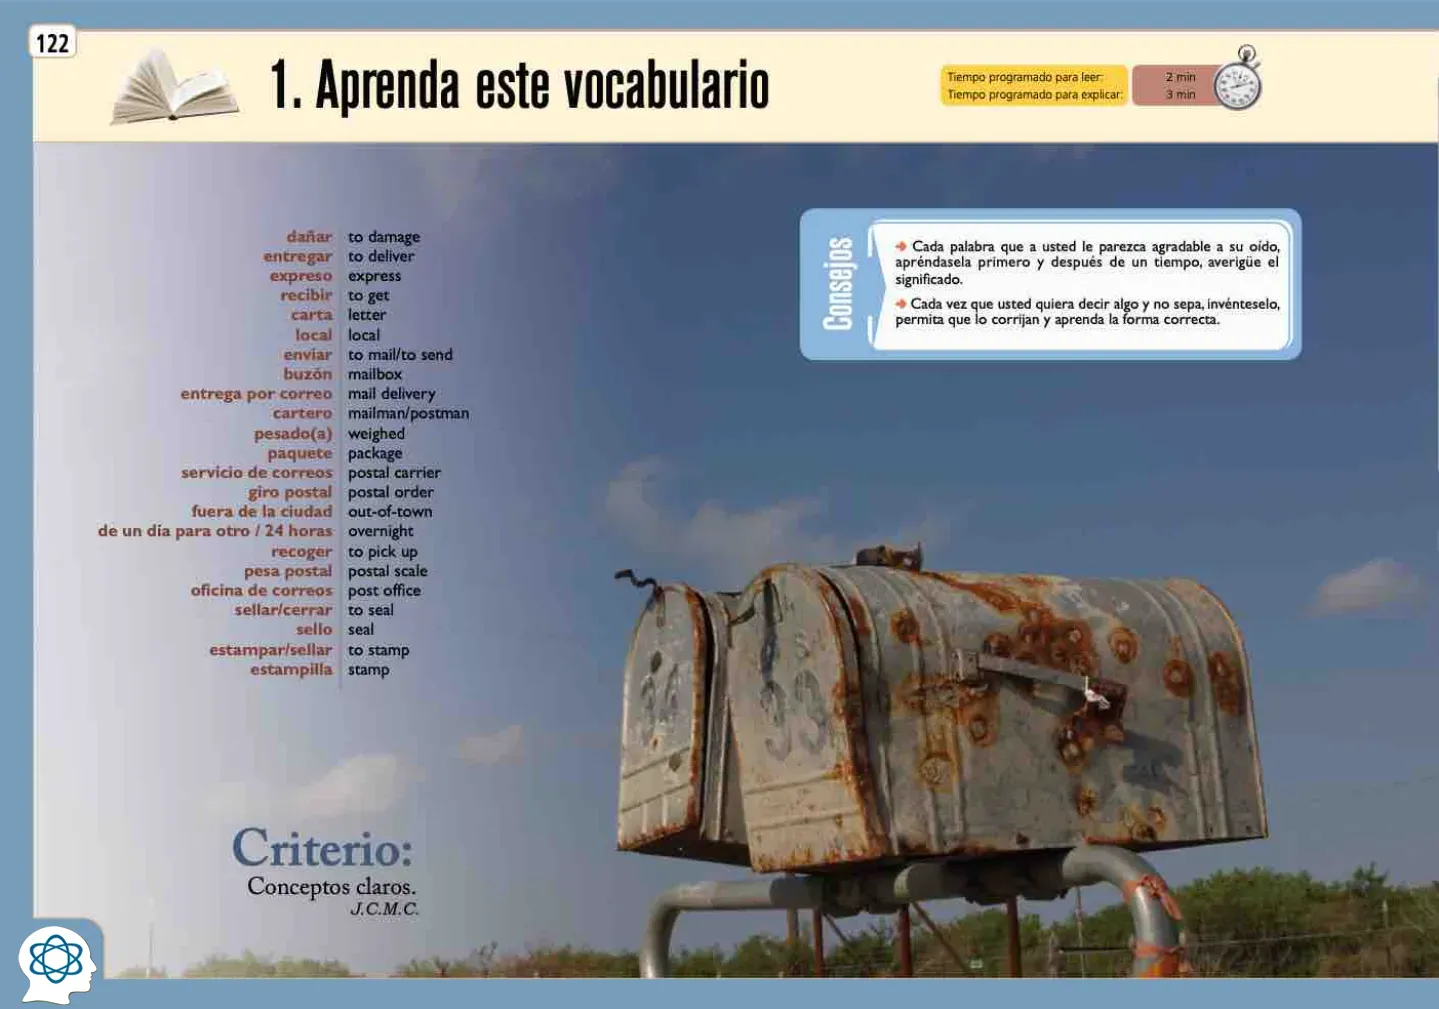 122
1. Aprenda este vocabulario
Tiempo programado para leer: 2 min
Tiempo programado para explicar: 3 min
dañar to damage
entregar to deliver
expreso express
recibir to get
carta letter
local local
enviar to mail/to send
buzón mailbox
entrega por correo mail delivery
cartero mailman/postman
pesado(a) weighed
paquete package
servicio de correos postal carrier
giro postal postal order
fuera de la ciudad out-of-town
de un día para otro / 24 horas overnight
recoger to pick up
pesa postal postal scale
oficina de correos post office
sellar/cerrar to seal
sello seal
estampar/sellar to stamp
estampilla stamp
Consejos
➔ Cada palabra que a usted le parezca agradable a su oído,
apréndasela primero y después de un tiempo, averigüe el
significado.
➔ Cada vez que usted quiera decir algo y no sepa, invénteselo,
permita que lo corrijan y aprenda la forma correcta.
Criterio:
Conceptos claros.
J.C.M.C.